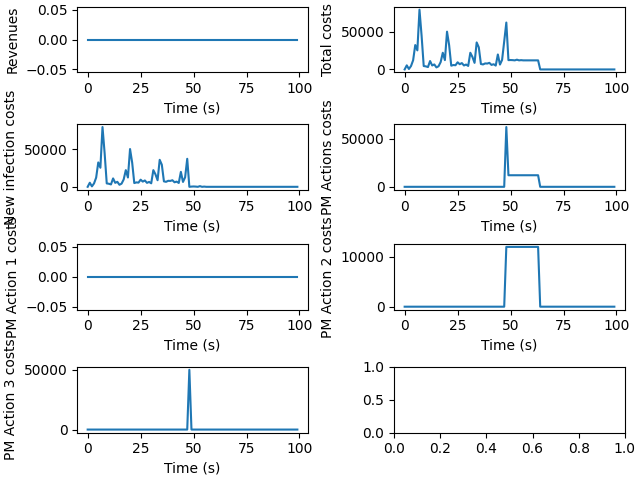 Revenues
0.05
0.00
−0.05
0 25 50 75 100
Time (s)
Total costs
50000
0
0 25 50 75 100
Time (s)
New infection costs
50000
0
0 25 50 75 100
Time (s)
PM Actions costs
50000
0
0 25 50 75 100
Time (s)
PM Action 1 costs
0.05
0.00
−0.05
0 25 50 75 100
Time (s)
PM Action 2 costs
10000
0
0 25 50 75 100
Time (s)
PM Action 3 costs
50000
0
0 25 50 75 100
Time (s)
1.0
0.5
0.0
0.0 0.2 0.4 0.6 0.8 1.0